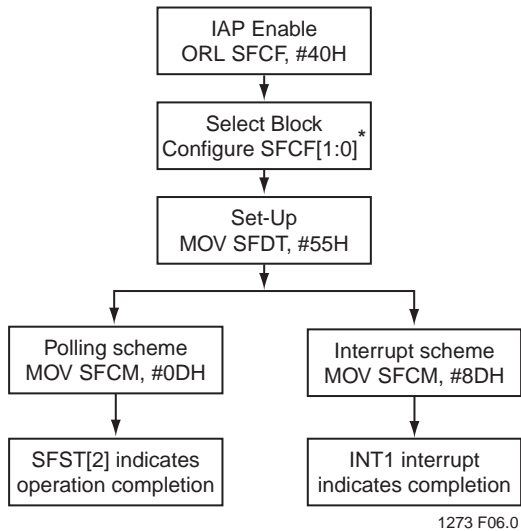 IAP Enable
ORL SFCF, #40H
Select Block
Configure SFCF[1:0]*
Set-Up
MOV SFDT, #55H
Polling scheme
MOV SFCM, #0DH
Interrupt scheme
MOV SFCM, #8DH
SFST[2] indicates
operation completion
INT1 interrupt
indicates completion
1273 F06.0